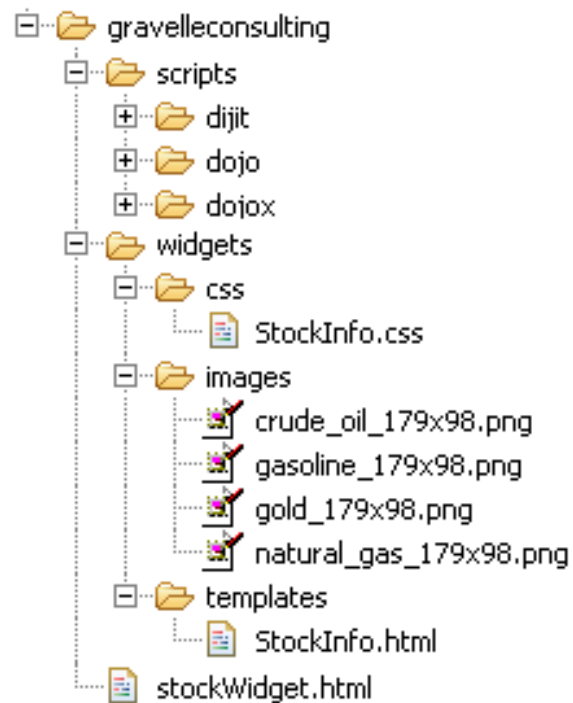 gravelleconsulting
scripts
dijit
dojo
dojox
widgets
css
StockInfo.css
images
crude_oil_179x98.png
gasoline_179x98.png
gold_179x98.png
natural_gas_179x98.png
templates
StockInfo.html
stockWidget.html